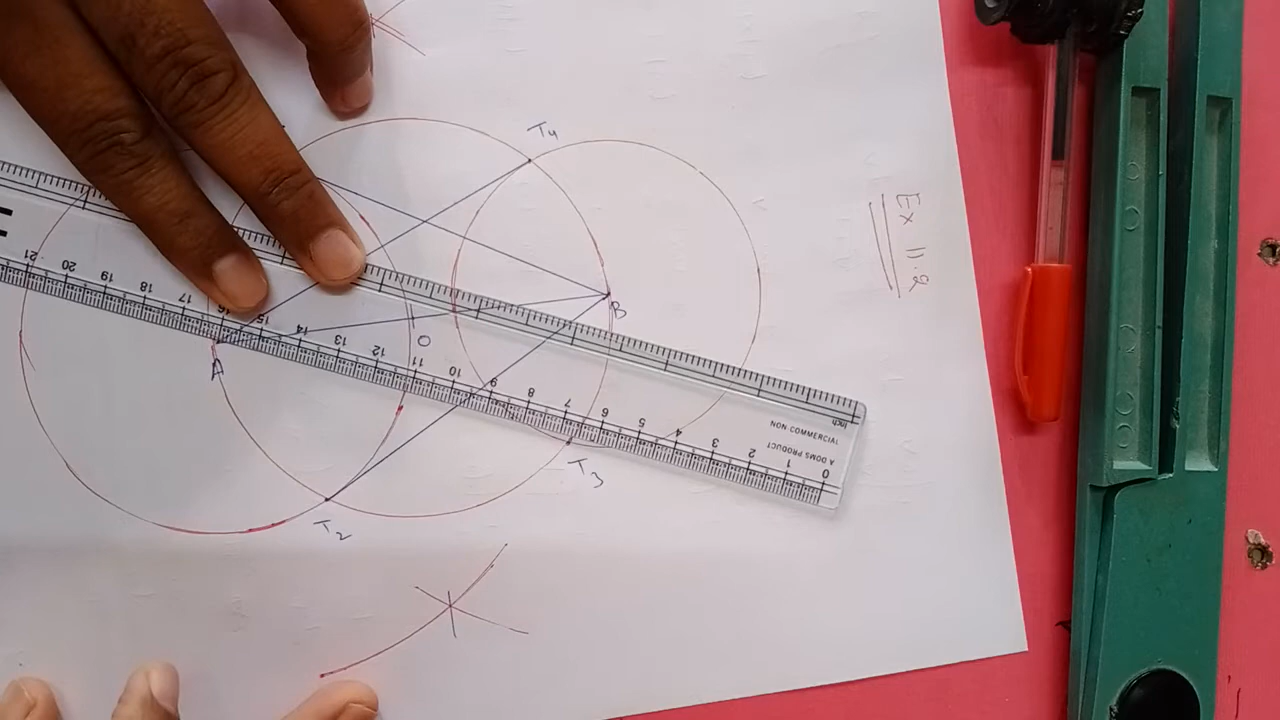 T4
Ex 11.2
B
O
A
T3
T2
21 20 19 18 17 16 15 14 13 12 11 10 9 8 7 6 5 4 3 2 1 0
Inch
NON COMMERCIAL
A DOMS PRODUCT